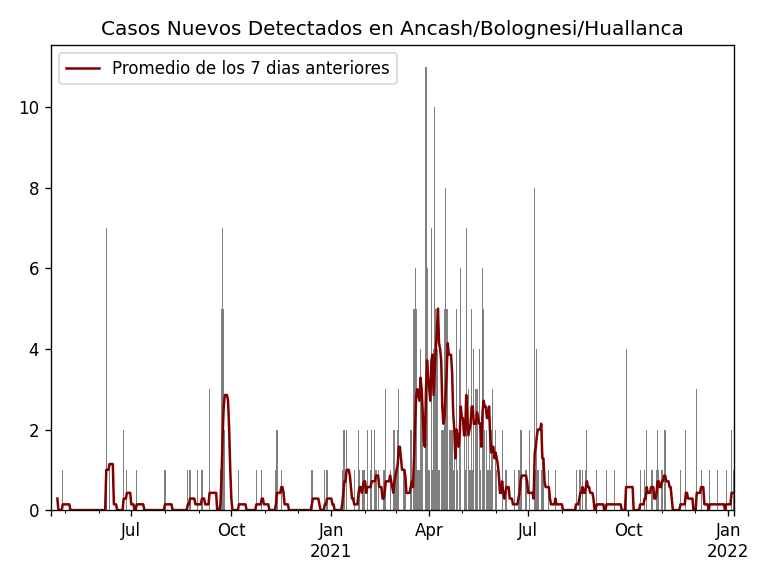 Casos Nuevos Detectados en Ancash/Bolognesi/Huallanca
Promedio de los 7 dias anteriores
10
8
6
4
2
0
Jul
Oct
Jan
2021
Apr
Jul
Oct
Jan
2022